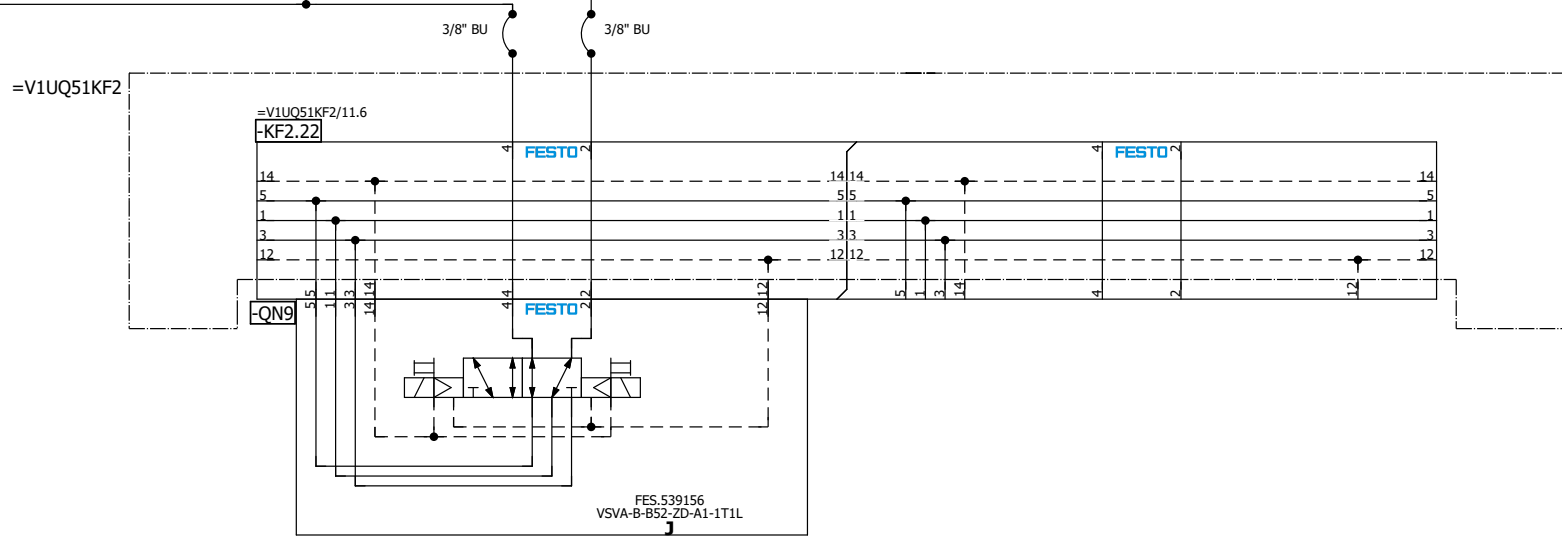 3/8" BU 3/8" BU
=V1UQ51KF2
=V1UQ51KF2/11.6
-KF2.22
4 FESTO 2 4 FESTO 2
14 14 14 14
5 5 5 5
1 1 1 1
3 3 3 3
12 12 12 12
5 1 3 14 4 2 12 5 1 3 14 4 2 12
-QN9
5 1 3 14 4 FESTO 2 12
FES.539156
VSVA-B-B52-ZD-A1-1T1L
J